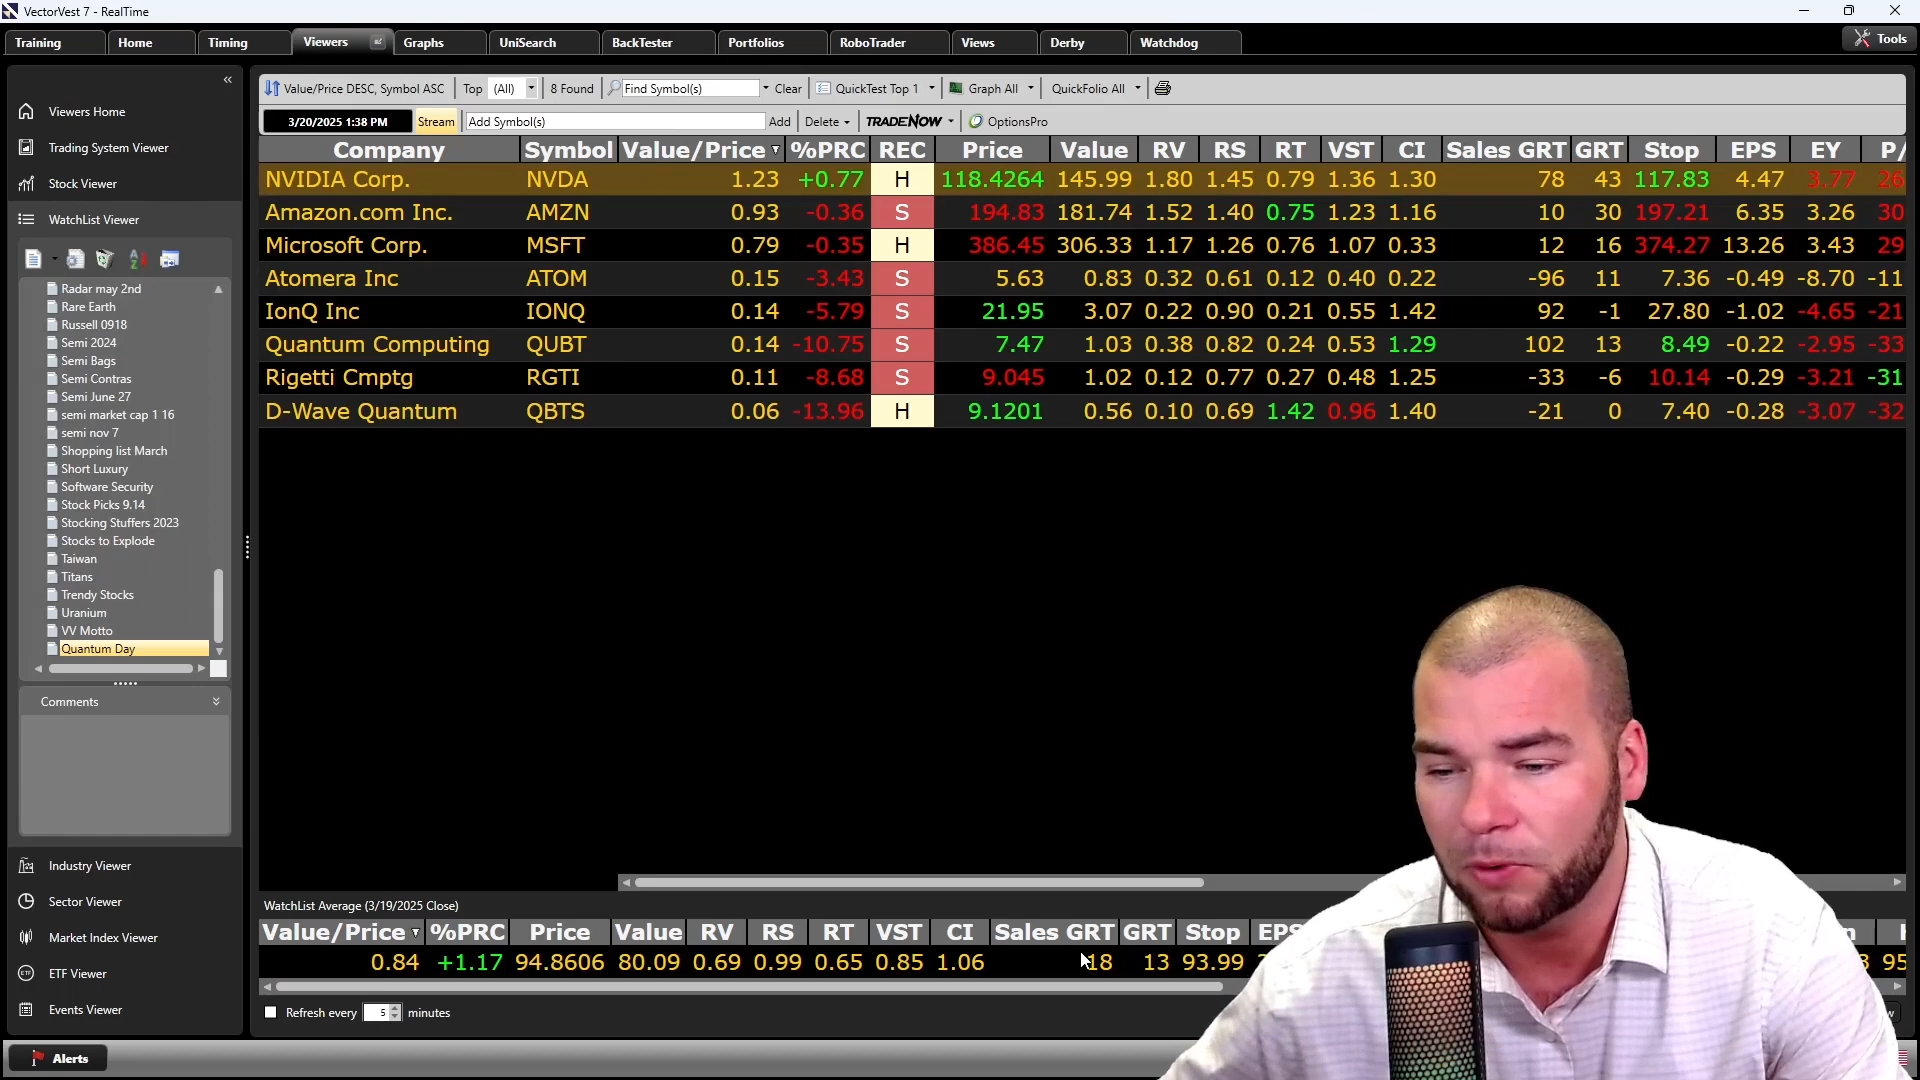 VectorVest 7 - RealTime
Training Home Timing Viewers Graphs UniSearch BackTester Portfolios RoboTrader Views Derby Watchdog Tools
Viewers Home
Trading System Viewer
Stock Viewer
WatchList Viewer
Radar may 2nd
Rare Earth
Russell 0918
Semi 2024
Semi Bags
Semi Contras
Semi June 27
semi market cap 1 16
semi nov 7
Shopping list March
Short Luxury
Software Security
Stock Picks 9.14
Stocking Stuffers 2023
Stocks to Explode
Taiwan
Titans
Trendy Stocks
Uranium
VV Motto
Quantum Day
Comments
Industry Viewer
Sector Viewer
Market Index Viewer
ETF Viewer
Events Viewer
Alerts
Value/Price DESC, Symbol ASC Top (All) 8 Found Find Symbol(s) Clear QuickTest Top 1 Graph All QuickFolio All
3/20/2025 1:38 PM Stream Add Symbol(s) Add Delete TRADENOW OptionsPro
Company Symbol Value/Price %PRC REC Price Value RV RS RT VST CI Sales GRT GRT Stop EPS EY P/
NVIDIA Corp. NVDA 1.23 +0.77 H 118.4264 145.99 1.80 1.45 0.79 1.36 1.30 78 43 117.83 4.47 3.77 26
Amazon.com Inc. AMZN 0.93 -0.36 S 194.83 181.74 1.52 1.40 0.75 1.23 1.16 10 30 197.21 6.35 3.26 30
Microsoft Corp. MSFT 0.79 -0.35 H 386.45 306.33 1.17 1.26 0.76 1.07 0.33 12 16 374.27 13.26 3.43 29
Atomera Inc ATOM 0.15 -3.43 S 5.63 0.83 0.32 0.61 0.12 0.40 0.22 -96 11 7.36 -0.49 -8.70 -11
IonQ Inc IONQ 0.14 -5.79 S 21.95 3.07 0.22 0.90 0.21 0.55 1.42 92 -1 27.80 -1.02 -4.65 -21
Quantum Computing QUBT 0.14 -10.75 S 7.47 1.03 0.38 0.82 0.24 0.53 1.29 102 13 8.49 -0.22 -2.95 -33
Rigetti Cmptg RGTI 0.11 -8.68 S 9.045 1.02 0.12 0.77 0.27 0.48 1.25 -33 -6 10.14 -0.29 -3.21 -31
D-Wave Quantum QBTS 0.06 -13.96 H 9.1201 0.56 0.10 0.69 1.42 0.96 1.40 -21 0 7.40 -0.28 -3.07 -32
WatchList Average (3/19/2025 Close)
Value/Price %PRC Price Value RV RS RT VST CI Sales GRT GRT Stop EPS
0.84 +1.17 94.8606 80.09 0.69 0.99 0.65 0.85 1.06 18 13 93.99 95
Refresh every 5 minutes